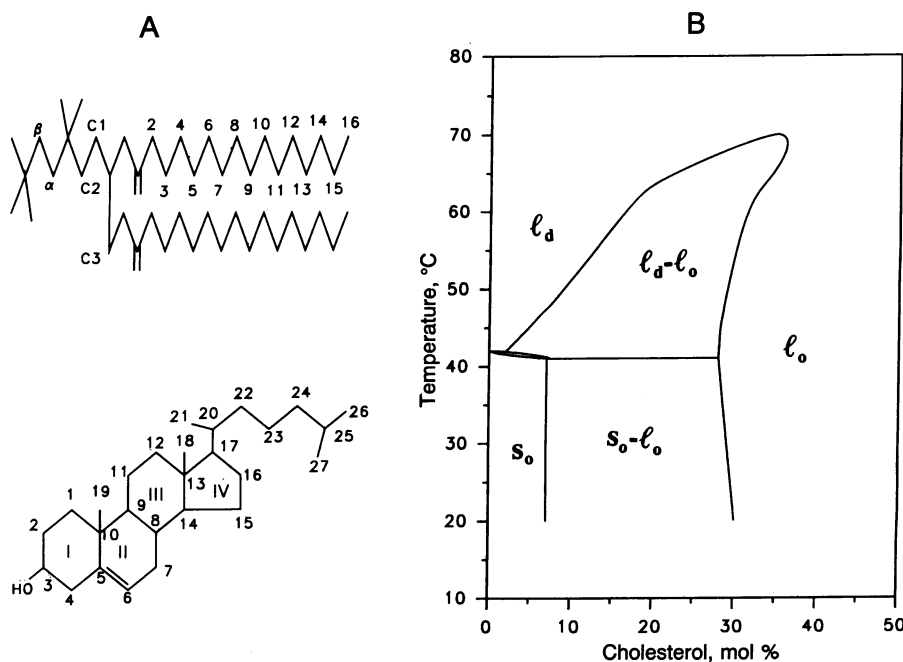 A
β
C1
2 4 6 8 10 12 14 16
α
C2
3 5 7 9 11 13 15
C3
21 20 22 24 26
23 25
27
12 18 17
11 13 16
III IV
1 19 9 14 15
2 10 8
I II
HO 3 5 7
4 6
B
80
70
60
50
40
30
20
10
Temperature, °C
ℓd
ℓd-ℓo
ℓo
So
So-ℓo
0 10 20 30 40 50
Cholesterol, mol %